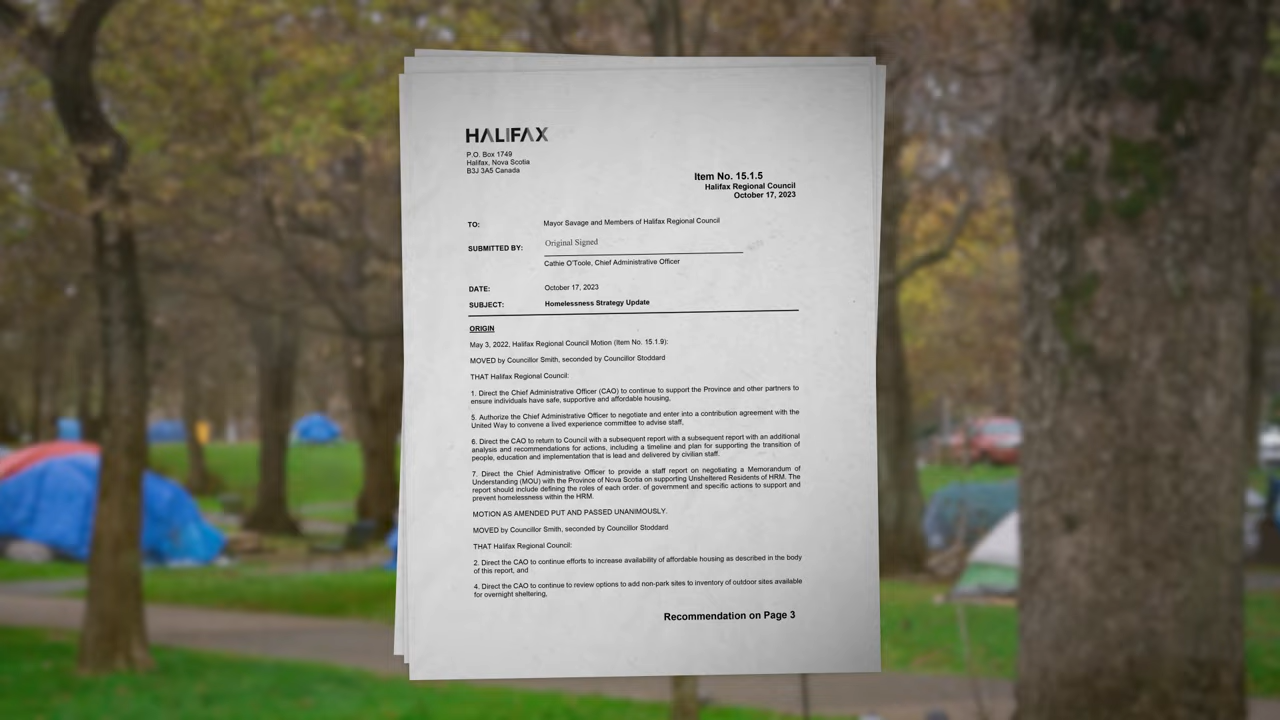 HALIFAX
P.O. Box 1749
Halifax, Nova Scotia
B3J 3A5 Canada
Item No. 15.1.5
Halifax Regional Council
October 17, 2023
TO: Mayor Savage and Members of Halifax Regional Council
SUBMITTED BY: Original Signed
Cathie O'Toole, Chief Administrative Officer
DATE: October 17, 2023
SUBJECT: Homelessness Strategy Update
ORIGIN
May 3, 2022, Halifax Regional Council Motion (Item No. 15.1.9):
MOVED by Councillor Smith, seconded by Councillor Stoddard
THAT Halifax Regional Council:
1. Direct the Chief Administrative Officer (CAO) to continue to support the Province and other partners to
ensure individuals have safe, supportive and affordable housing,
5. Authorize the Chief Administrative Officer to negotiate and enter into a contribution agreement with the
United Way to convene a lived experience committee to advise staff,
6. Direct the CAO to return to Council with a subsequent report with a subsequent report with an additional
analysis and recommendations for actions, including a timeline and plan for supporting the transition of
people, education and implementation that is lead and delivered by civilian staff.
7. Direct the Chief Administrative Officer to provide a staff report on negotiating a Memorandum of
Understanding (MOU) with the Province of Nova Scotia on supporting Unsheltered Residents of HRM. The
report should include defining the roles of each order. of government and specific actions to support and
prevent homelessness within the HRM.
MOTION AS AMENDED PUT AND PASSED UNANIMOUSLY.
MOVED by Councillor Smith, seconded by Councillor Stoddard
THAT Halifax Regional Council:
2. Direct the CAO to continue efforts to increase availability of affordable housing as described in the body
of this report, and
4. Direct the CAO to continue to review options to add non-park sites to inventory of outdoor sites available
for overnight sheltering,
Recommendation on Page 3